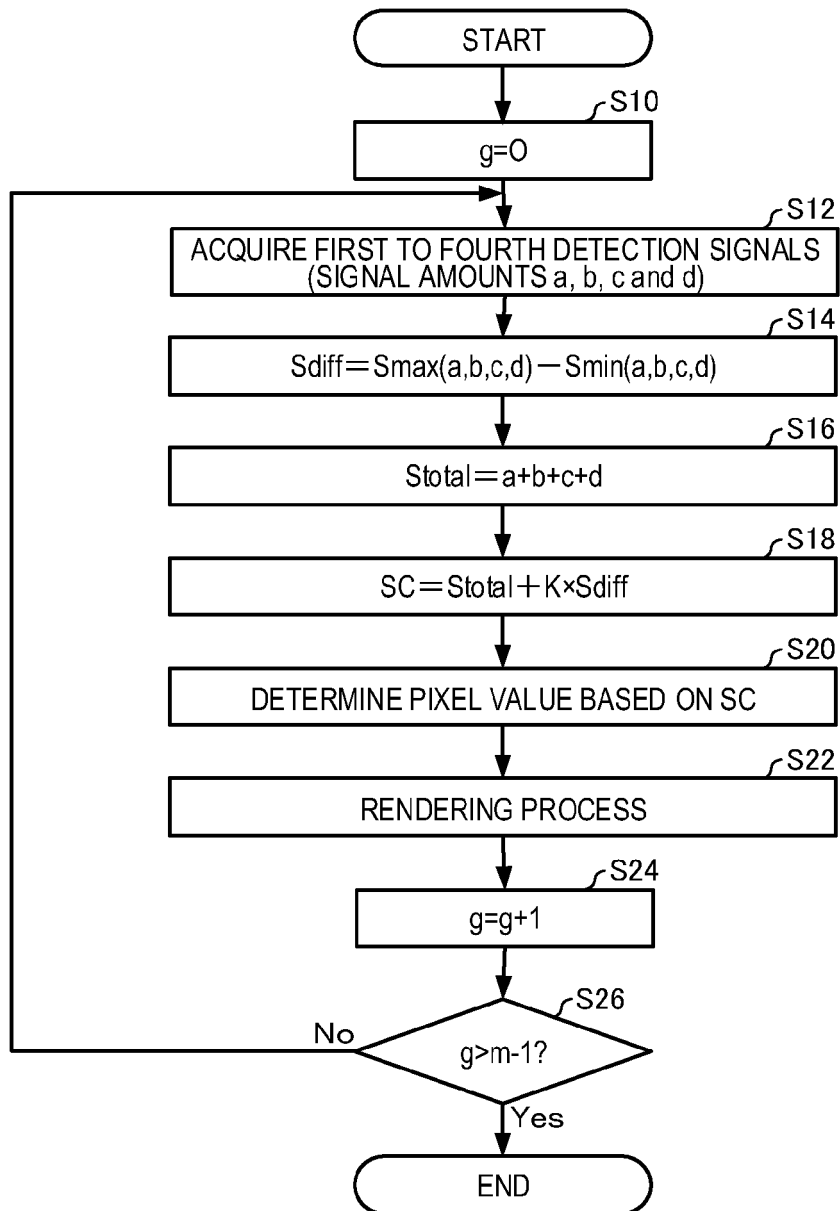 START
S10
g=0
S12
ACQUIRE FIRST TO FOURTH DETECTION SIGNALS
(SIGNAL AMOUNTS a, b, c and d)
S14
Sdiff=Smax(a,b,c,d)−Smin(a,b,c,d)
S16
Stotal=a+b+c+d
S18
SC=Stotal+K×Sdiff
S20
DETERMINE PIXEL VALUE BASED ON SC
S22
RENDERING PROCESS
S24
g=g+1
S26
No
g>m-1?
Yes
END